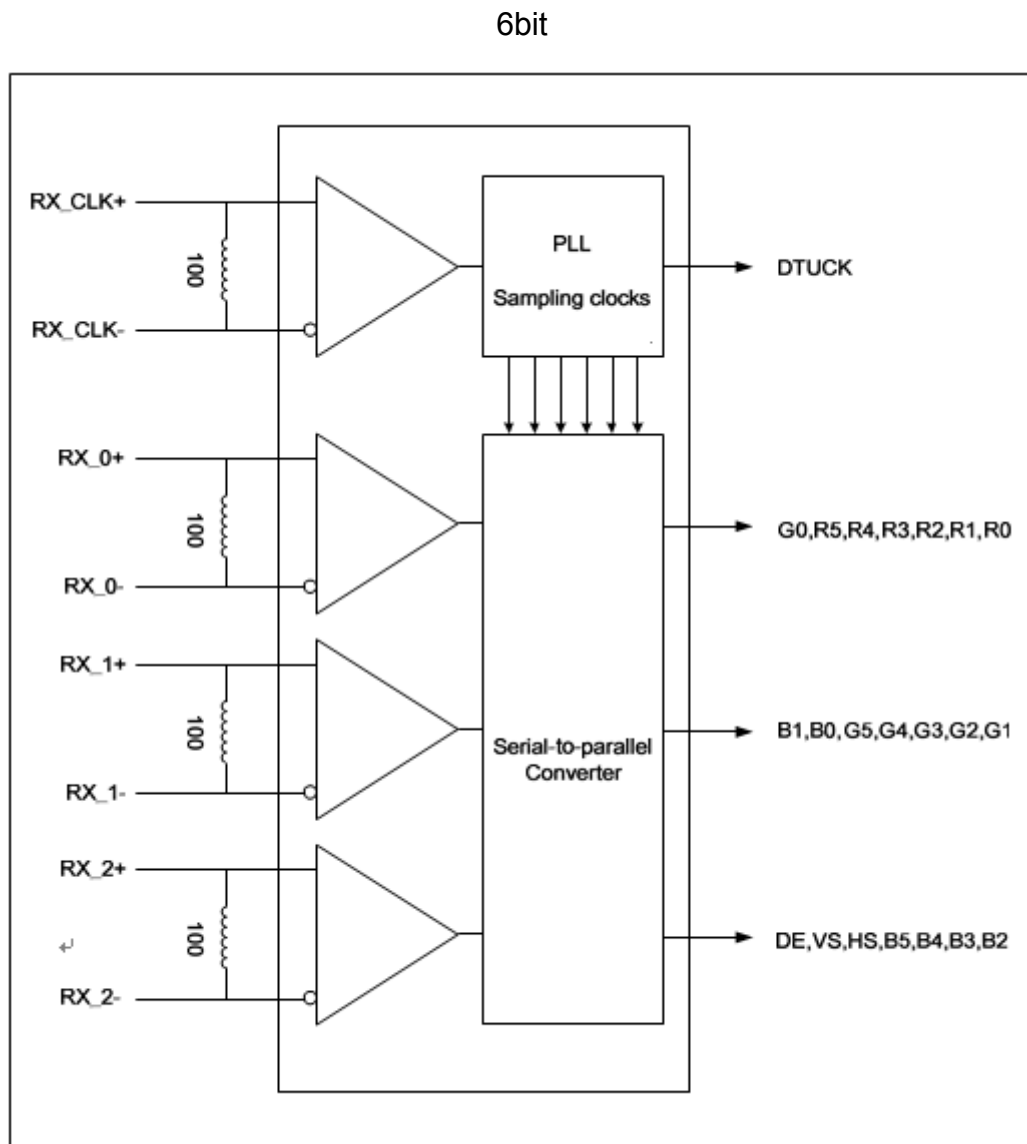 6bit
RX_CLK+
100
RX_CLK-
PLL
Sampling clocks
DTUCK
RX_0+
100
RX_0-
G0,R5,R4,R3,R2,R1,R0
RX_1+
100
RX_1-
Serial-to-parallel
Converter
B1,B0,G5,G4,G3,G2,G1
RX_2+
100
RX_2-
DE,VS,HS,B5,B4,B3,B2